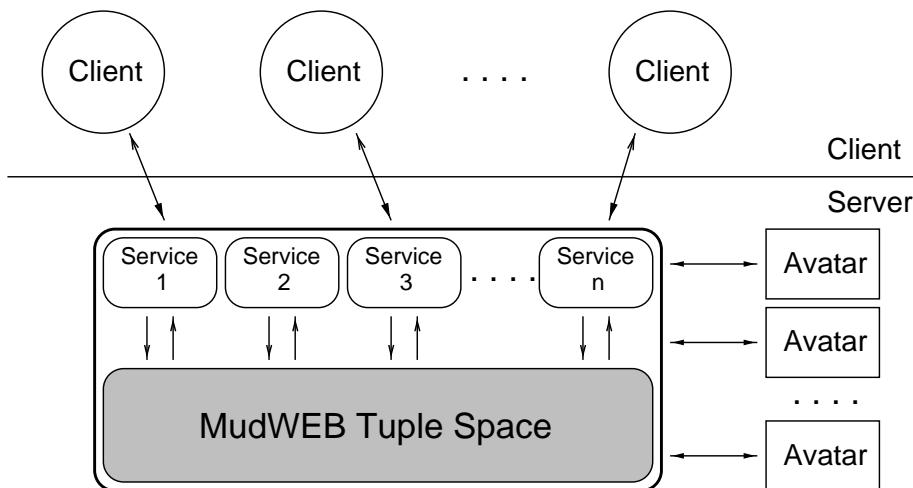 Client
Client
. . . .
Client
Client
Server
Service
1
Service
2
Service
3
. . . .
Service
n
Avatar
Avatar
. . . .
Avatar
MudWEB Tuple Space